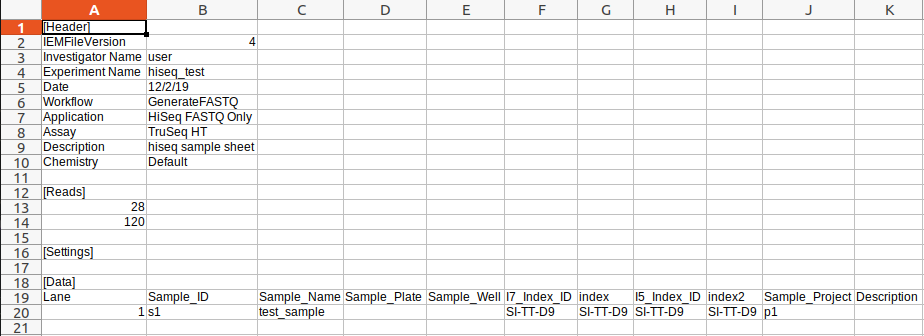 A B C D E F G H I J K
1 [Header]
2 IEMFileVersion 4
3 Investigator Name user
4 Experiment Name hiseq_test
5 Date 12/2/19
6 Workflow GenerateFASTQ
7 Application HiSeq FASTQ Only
8 Assay TruSeq HT
9 Description hiseq sample sheet
10 Chemistry Default
11
12 [Reads]
13 28
14 120
15
16 [Settings]
17
18 [Data]
19 Lane Sample_ID Sample_Name Sample_Plate Sample_Well I7_Index_ID index I5_Index_ID index2 Sample_Project Description
20 1 s1 test_sample SI-TT-D9 SI-TT-D9 SI-TT-D9 SI-TT-D9 p1
21